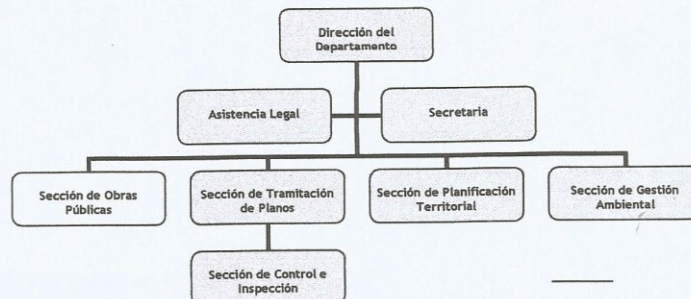 Dirección del
Departamento
Asistencia Legal
Secretaria
Sección de Obras
Públicas
Sección de Tramitación
de Planos
Sección de Planificación
Territorial
Sección de Gestión
Ambiental
Sección de Control e
Inspección